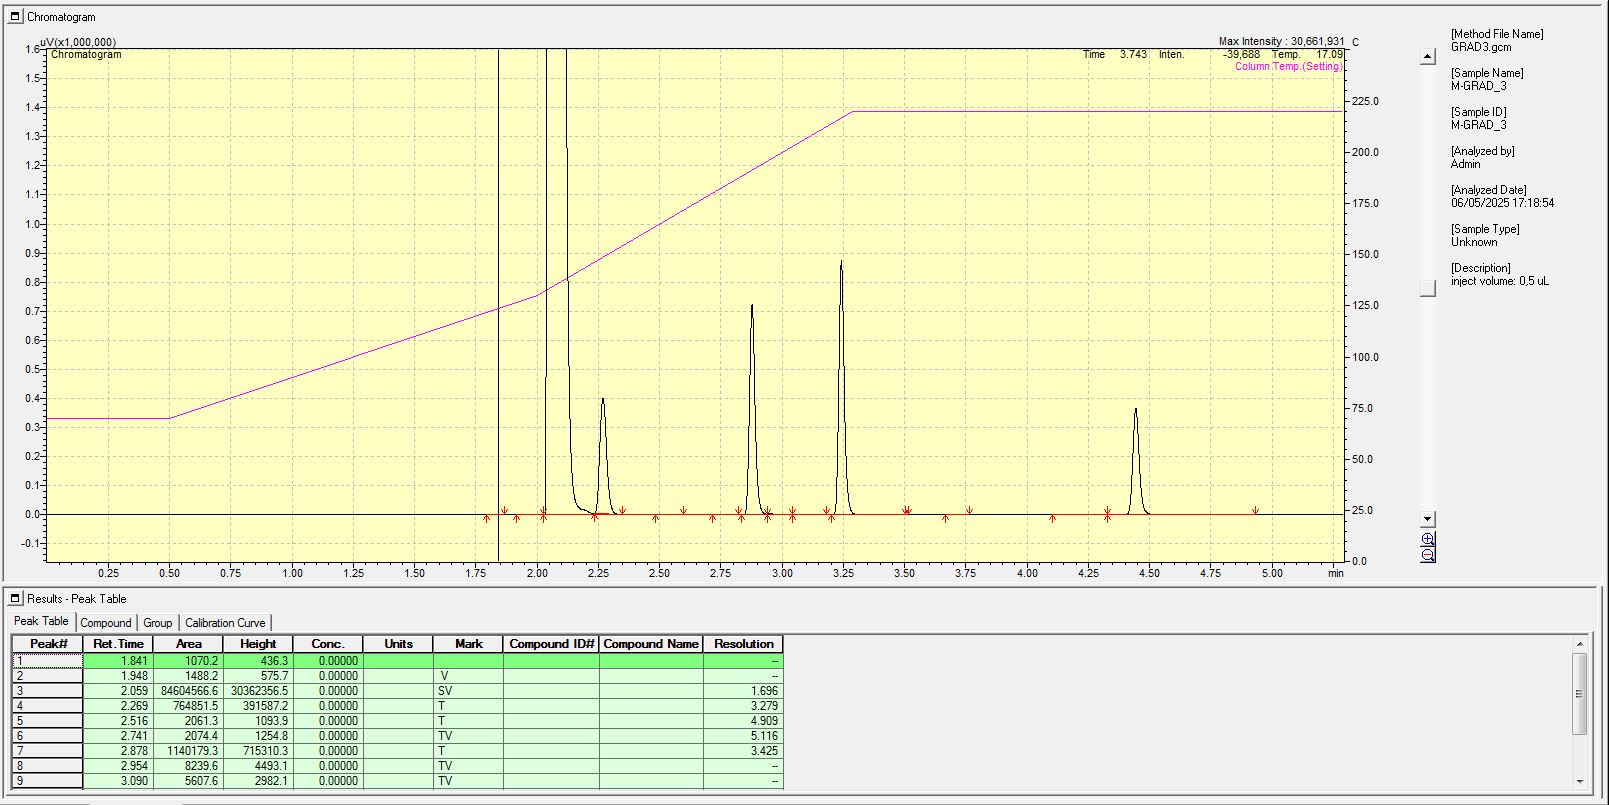 Chromatogram
uV(x1,000,000)
Chromatogram
Max Intensity : 30,661,931
Time 3.743 Inten. -39,688 Temp. 17.09
Column Temp.(Setting)
C
1.6
1.5
1.4
1.3
1.2
1.1
1.0
0.9
0.8
0.7
0.6
0.5
0.4
0.3
0.2
0.1
0.0
-0.1
225.0
200.0
175.0
150.0
125.0
100.0
75.0
50.0
25.0
0.0
0.25 0.50 0.75 1.00 1.25 1.50 1.75 2.00 2.25 2.50 2.75 3.00 3.25 3.50 3.75 4.00 4.25 4.50 4.75 5.00 min
[Method File Name]
GRAD3.gcm
[Sample Name]
M-GRAD_3
[Sample ID]
M-GRAD_3
[Analyzed by]
Admin
[Analyzed Date]
06/05/2025 17:18:54
[Sample Type]
Unknown
[Description]
inject volume: 0,5 uL
Results - Peak Table
Peak Table Compound Group Calibration Curve
Peak# Ret.Time Area Height Conc. Units Mark Compound ID# Compound Name Resolution
1 1.841 1070.2 436.3 0.00000 --
2 1.948 1488.2 575.7 0.00000 V --
3 2.059 84604566.6 30362356.5 0.00000 SV 1.696
4 2.269 764851.5 391587.2 0.00000 T 3.279
5 2.516 2061.3 1093.9 0.00000 T 4.909
6 2.741 2074.4 1254.8 0.00000 TV 5.116
7 2.878 1140179.3 715310.3 0.00000 T 3.425
8 2.954 8239.6 4493.1 0.00000 TV --
9 3.090 5607.6 2982.1 0.00000 TV --